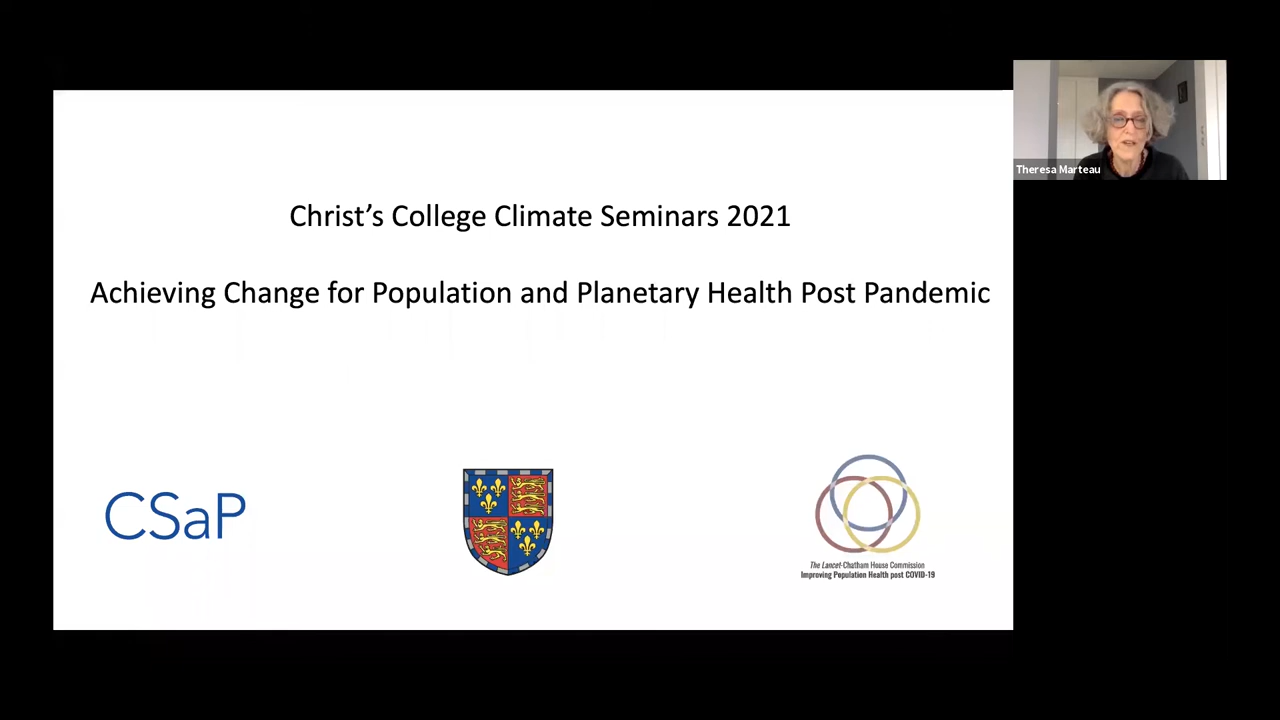 Christ’s College Climate Seminars 2021
Achieving Change for Population and Planetary Health Post Pandemic
CSaP
The Lancet-Chatham House Commission
Improving Population Health post COVID-19
Theresa Marteau